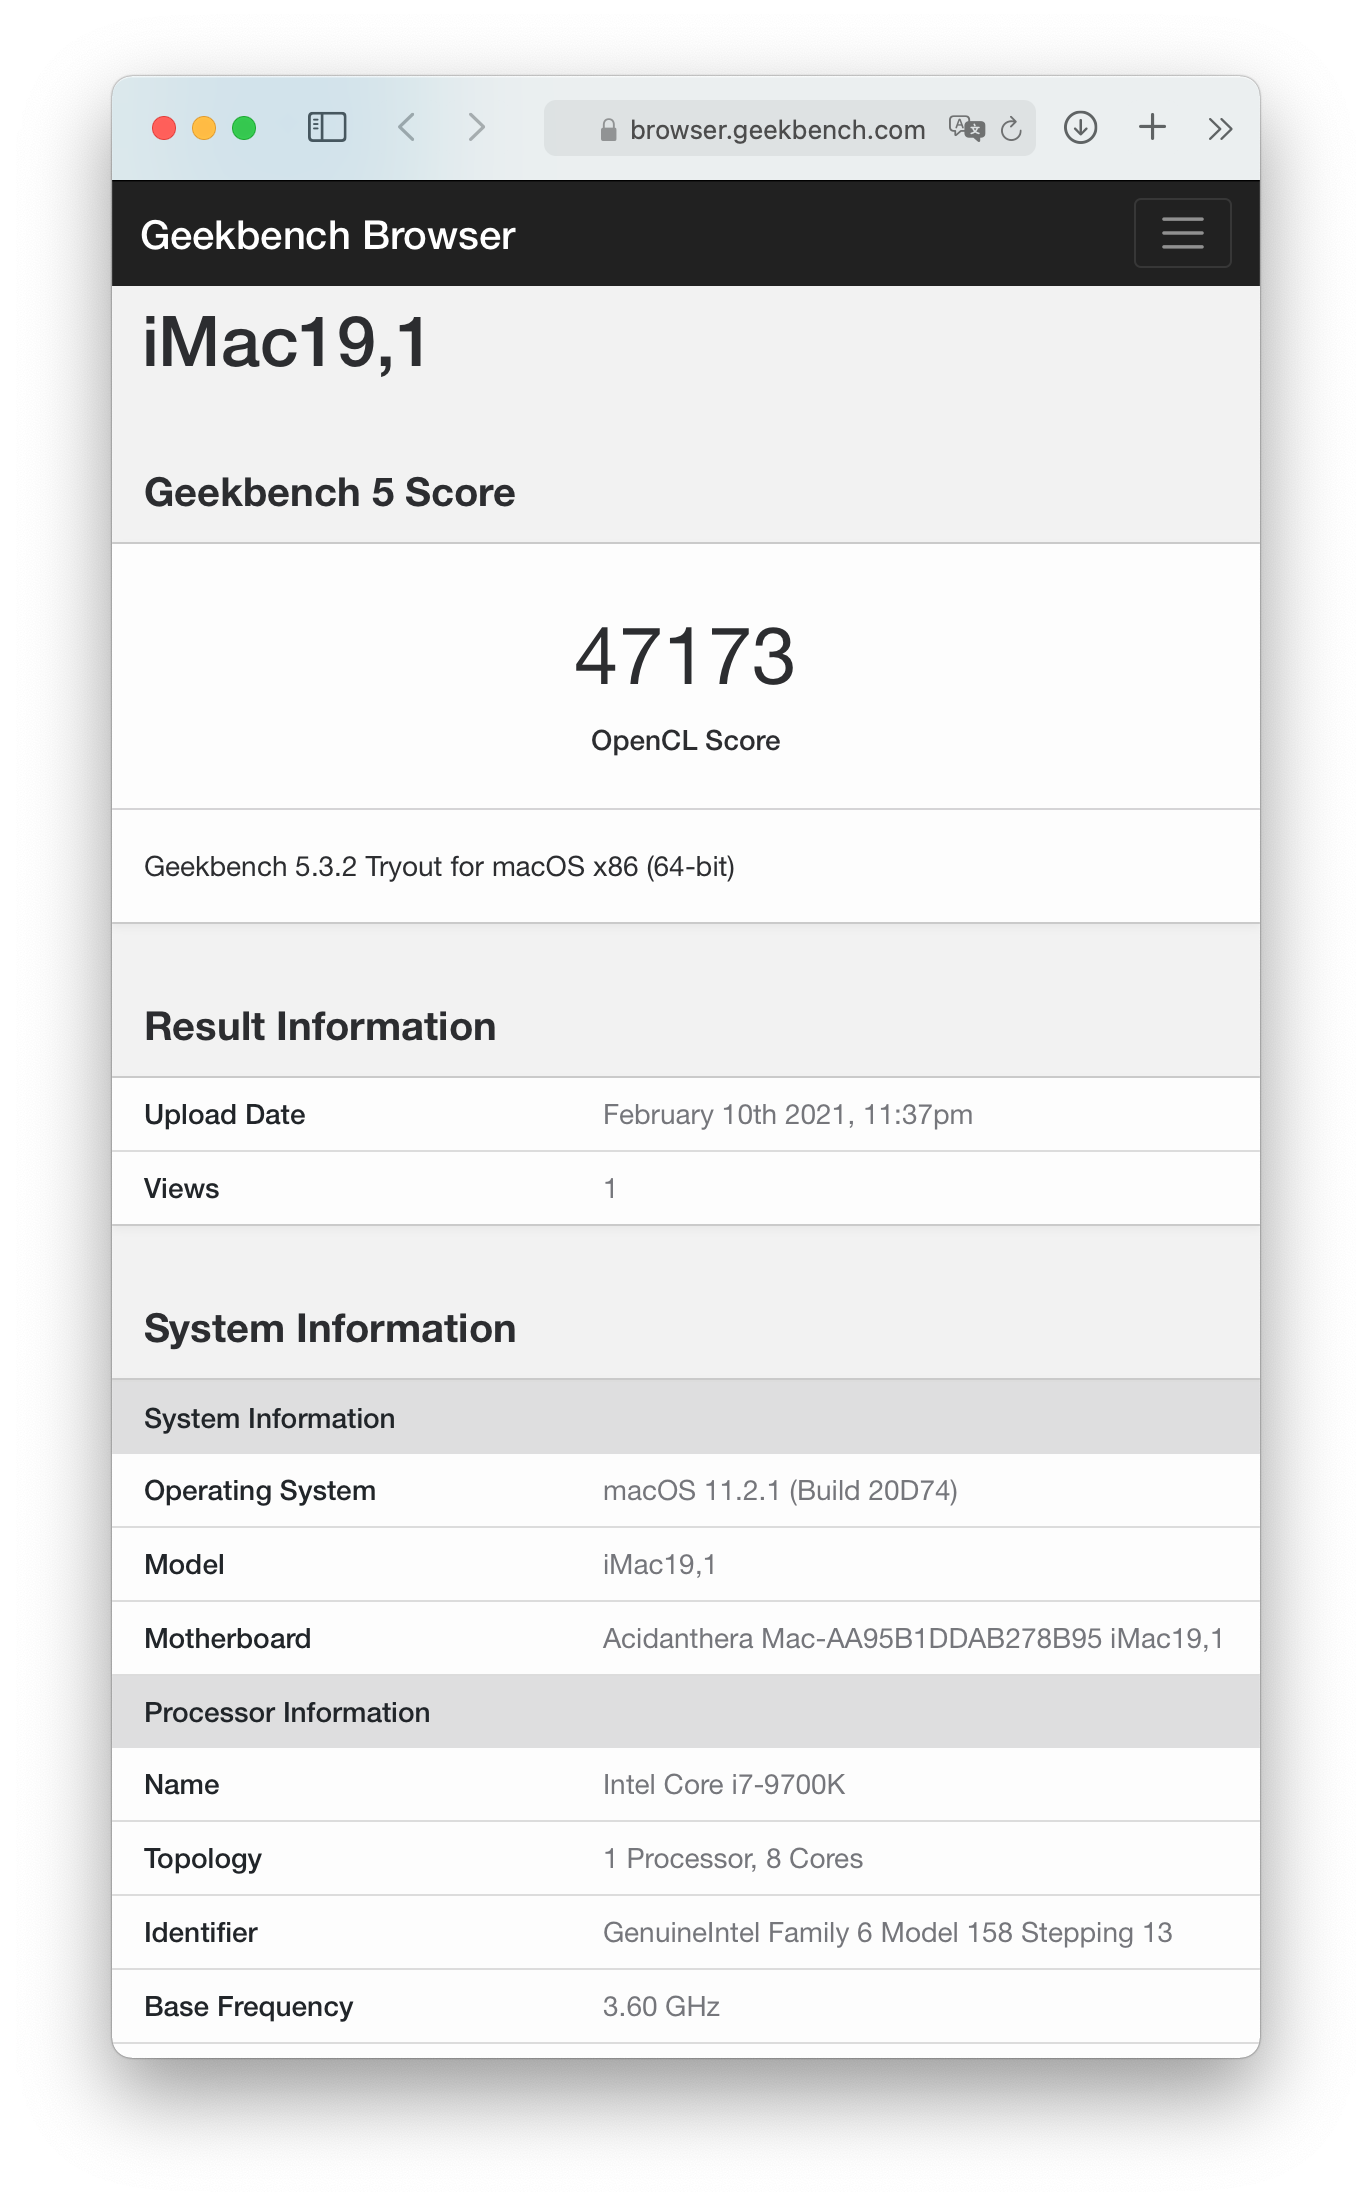 browser.geekbench.com
Geekbench Browser
iMac19,1
Geekbench 5 Score
47173
OpenCL Score
Geekbench 5.3.2 Tryout for macOS x86 (64-bit)
Result Information
Upload Date February 10th 2021, 11:37pm
Views 1
System Information
System Information
Operating System macOS 11.2.1 (Build 20D74)
Model iMac19,1
Motherboard Acidanthera Mac-AA95B1DDAB278B95 iMac19,1
Processor Information
Name Intel Core i7-9700K
Topology 1 Processor, 8 Cores
Identifier GenuineIntel Family 6 Model 158 Stepping 13
Base Frequency 3.60 GHz